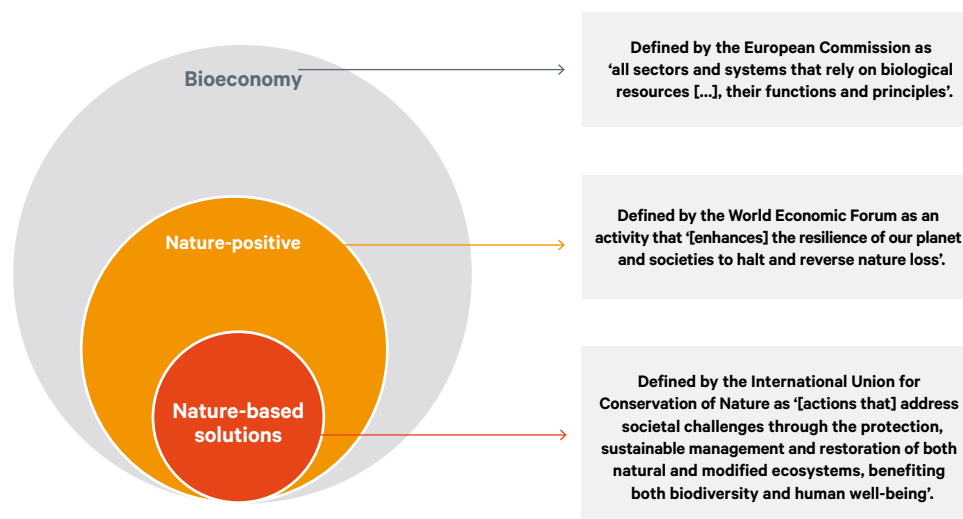 Bioeconomy
Defined by the European Commission as
‘all sectors and systems that rely on biological
resources [...], their functions and principles’.
Nature-positive
Defined by the World Economic Forum as an
activity that ‘[enhances] the resilience of our planet
and societies to halt and reverse nature loss’.
Nature-based
solutions
Defined by the International Union for
Conservation of Nature as ‘[actions that] address
societal challenges through the protection,
sustainable management and restoration of both
natural and modified ecosystems, benefiting
both biodiversity and human well-being’.